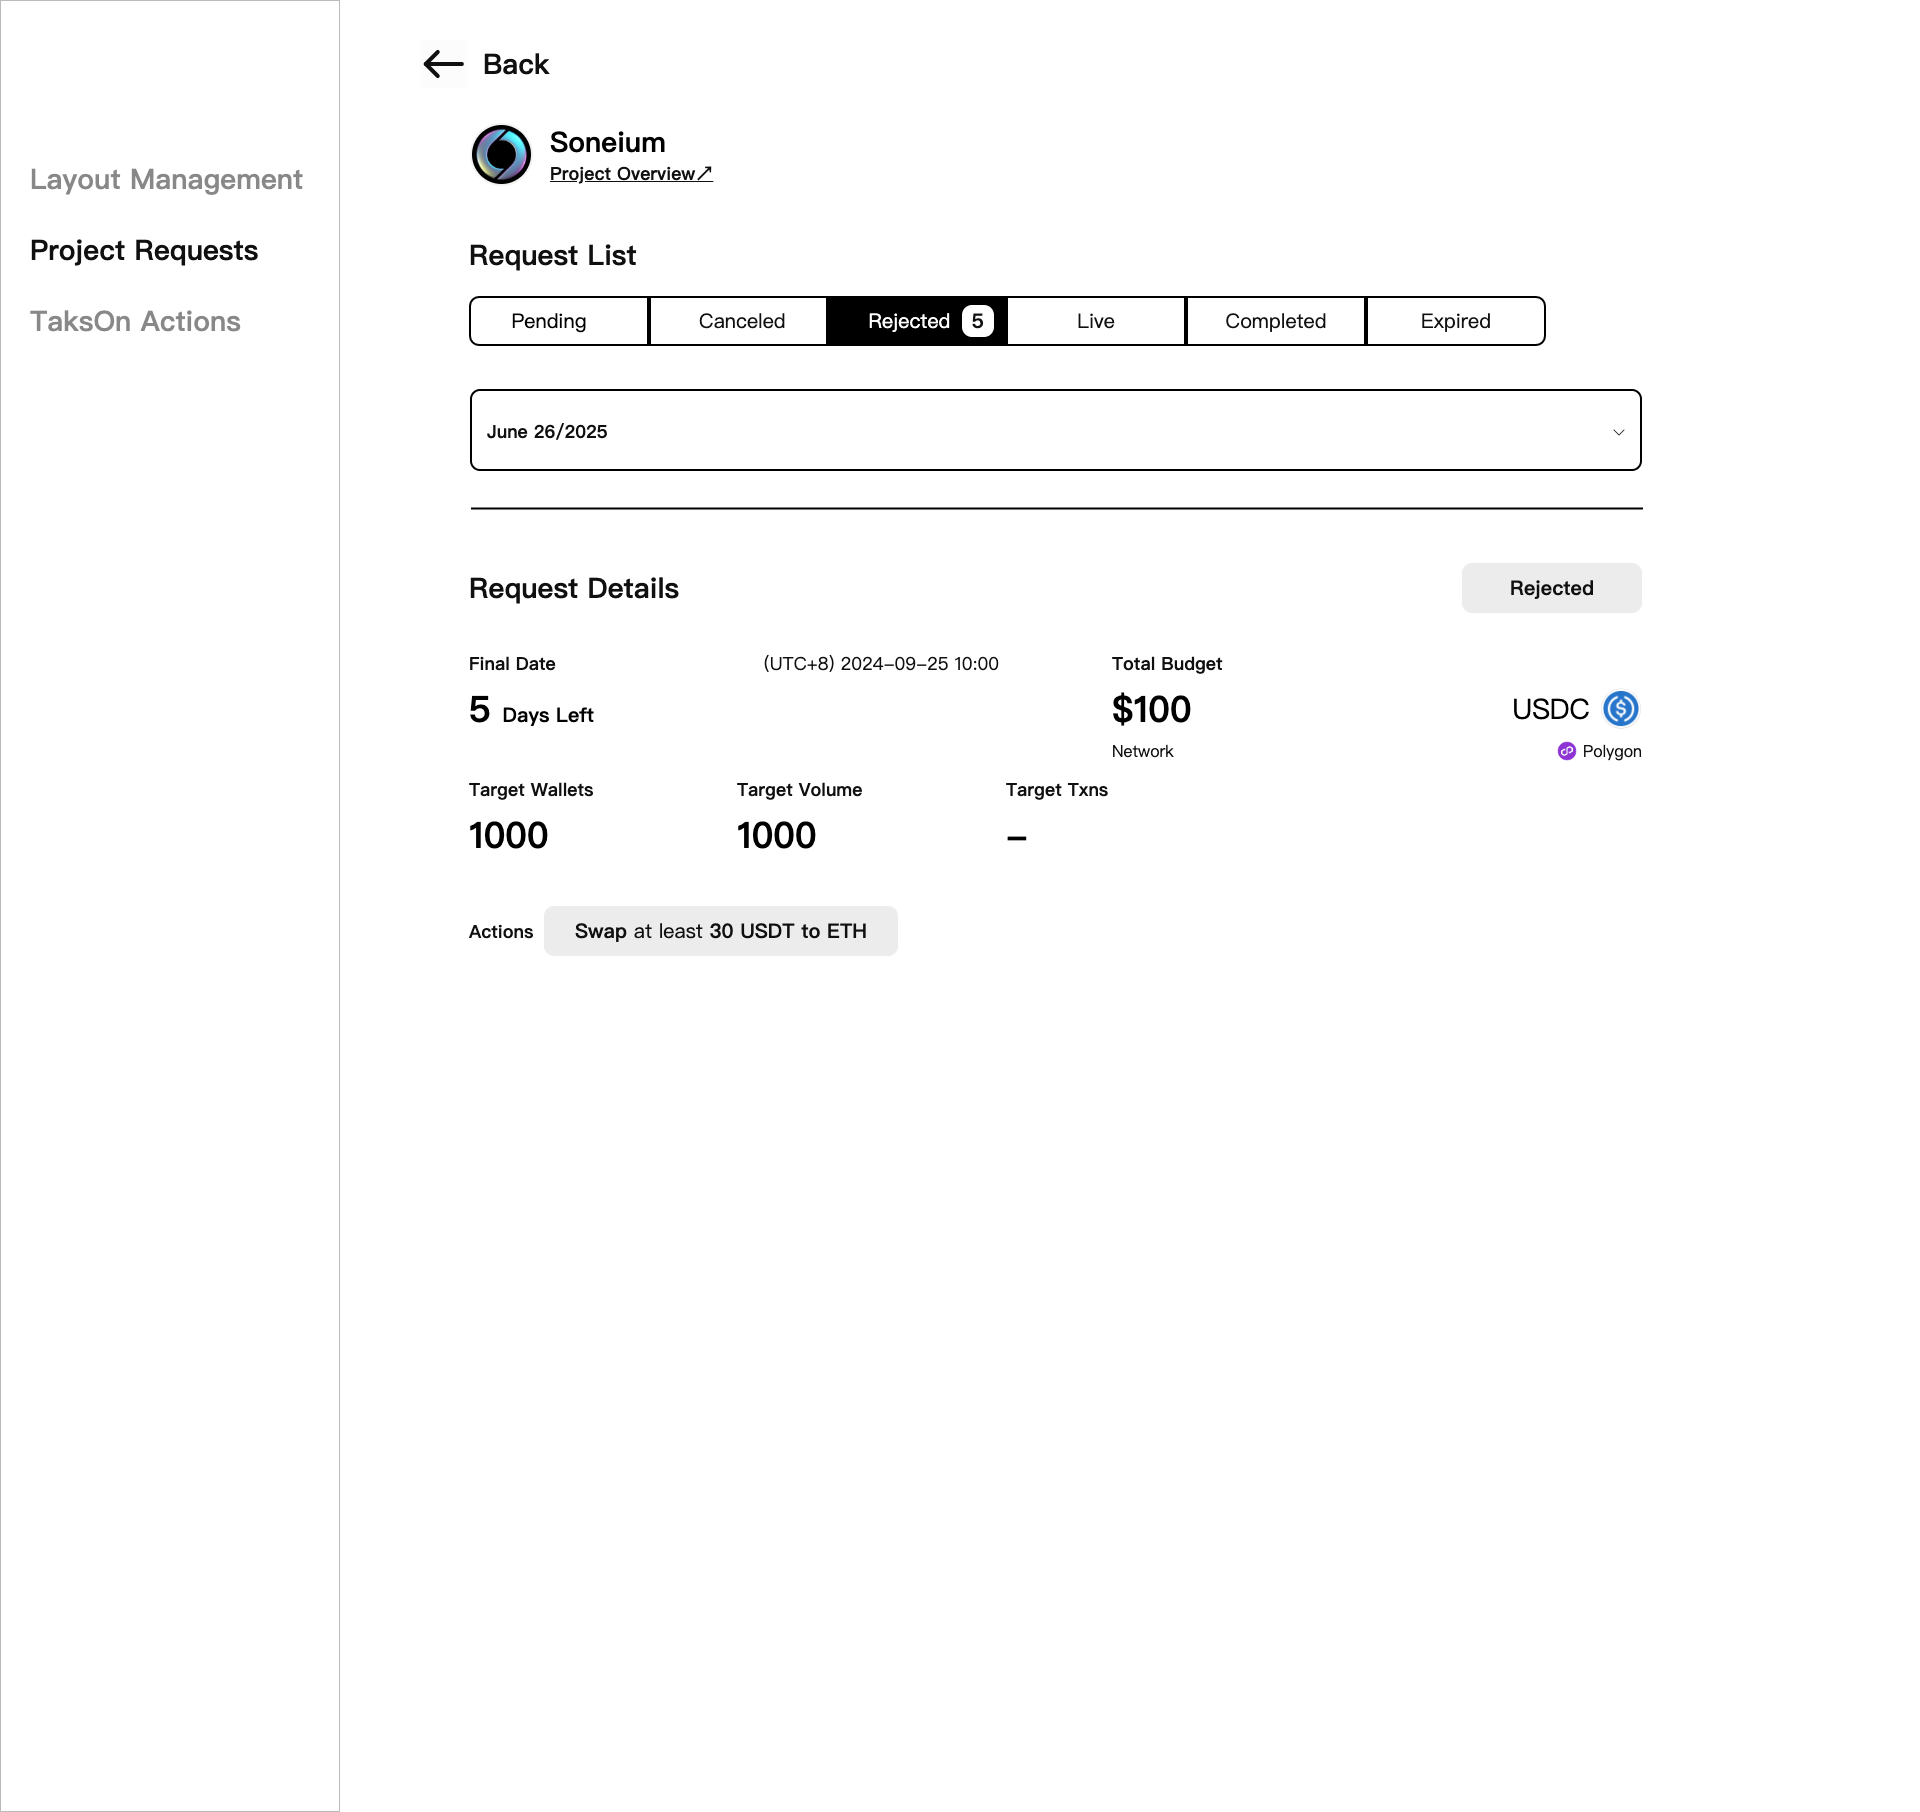 Layout Management
Project Requests
TaksOn Actions
Back
Soneium
Project Overview↗
Request List
Pending Canceled Rejected 5 Live Completed Expired
June 26/2025
Request Details Rejected
Final Date (UTC+8) 2024-09-25 10:00 Total Budget
5 Days Left $100 USDC
Network Polygon
Target Wallets Target Volume Target Txns
1000 1000 –
Actions Swap at least 30 USDT to ETH